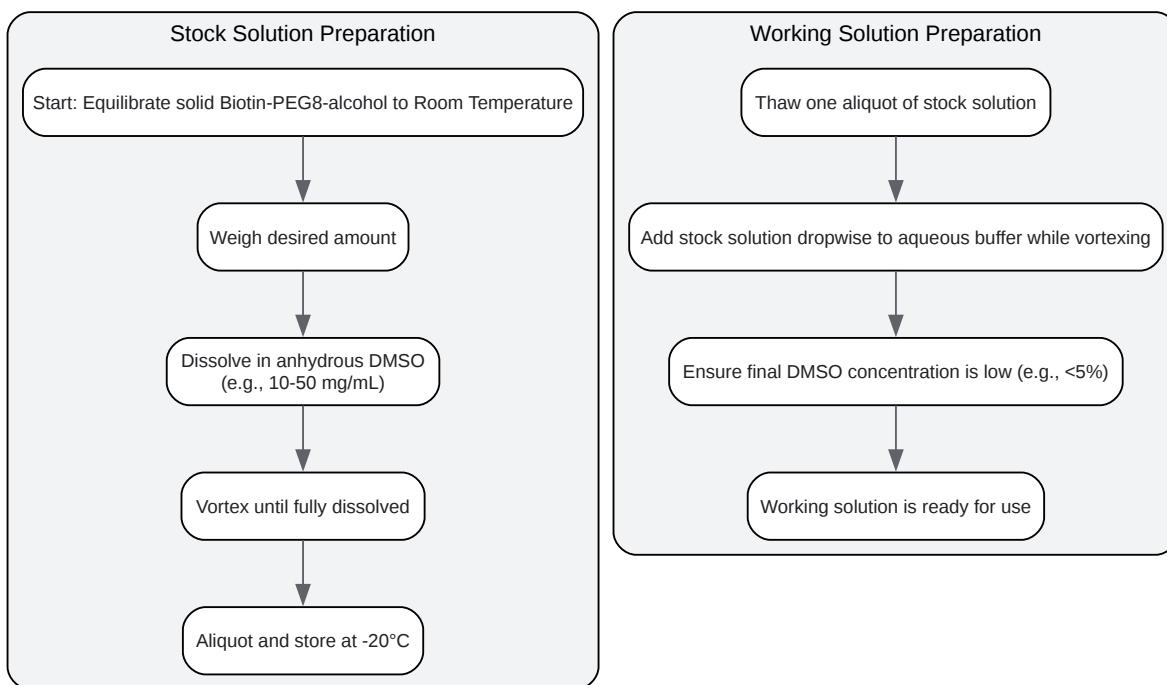 Stock Solution Preparation
Start: Equilibrate solid Biotin-PEG8-alcohol to Room Temperature
Weigh desired amount
Dissolve in anhydrous DMSO
(e.g., 10-50 mg/mL)
Vortex until fully dissolved
Aliquot and store at -20°C
Working Solution Preparation
Thaw one aliquot of stock solution
Add stock solution dropwise to aqueous buffer while vortexing
Ensure final DMSO concentration is low (e.g., <5%)
Working solution is ready for use